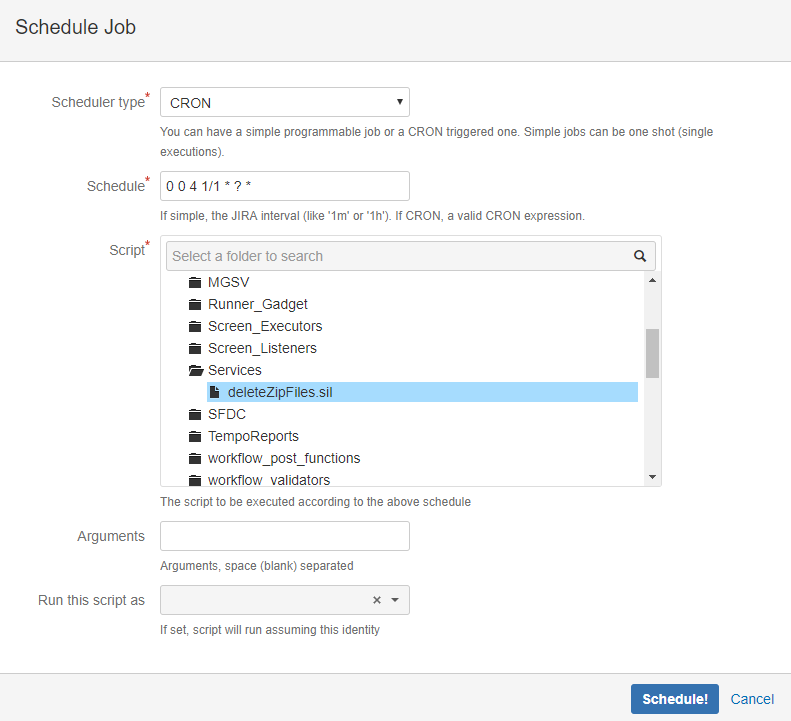 Schedule Job
Scheduler type*
CRON
You can have a simple programmable job or a CRON triggered one. Simple jobs can be one shot (single
executions).
Schedule*
0 0 4 1/1 * ? *
If simple, the JIRA interval (like '1m' or '1h'). If CRON, a valid CRON expression.
Script*
Select a folder to search
MGSV
Runner_Gadget
Screen_Executors
Screen_Listeners
Services
deleteZipFiles.sil
SFDC
TempoReports
workflow_post_functions
workflow_validators
The script to be executed according to the above schedule
Arguments
Arguments, space (blank) separated
Run this script as
If set, script will run assuming this identity
Schedule! Cancel